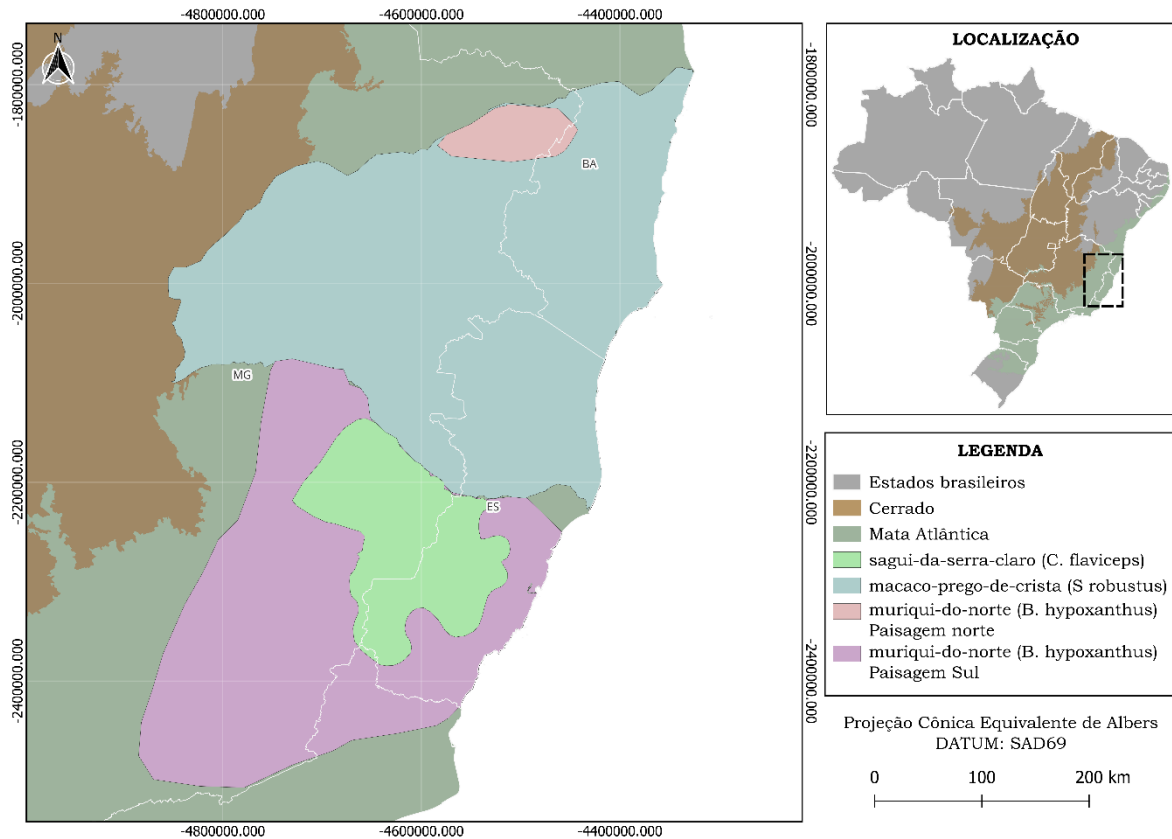 -4800000.000
-4600000.000
-4400000.000
N
-1800000.000
-2000000.000
-2200000.000
-2400000.000
BA
MG
ES
-4800000.000
-4600000.000
-4400000.000
-1800000.000
-2000000.000
-2200000.000
-2400000.000
LOCALIZAÇÃO
LEGENDA
Estados brasileiros
Cerrado
Mata Atlântica
sagui-da-serra-claro (C. flaviceps)
macaco-prego-de-crista (S robustus)
muriqui-do-norte (B. hypoxanthus)
Paisagem norte
muriqui-do-norte (B. hypoxanthus)
Paisagem Sul
Projeção Cônica Equivalente de Albers
DATUM: SAD69
0 100 200 km